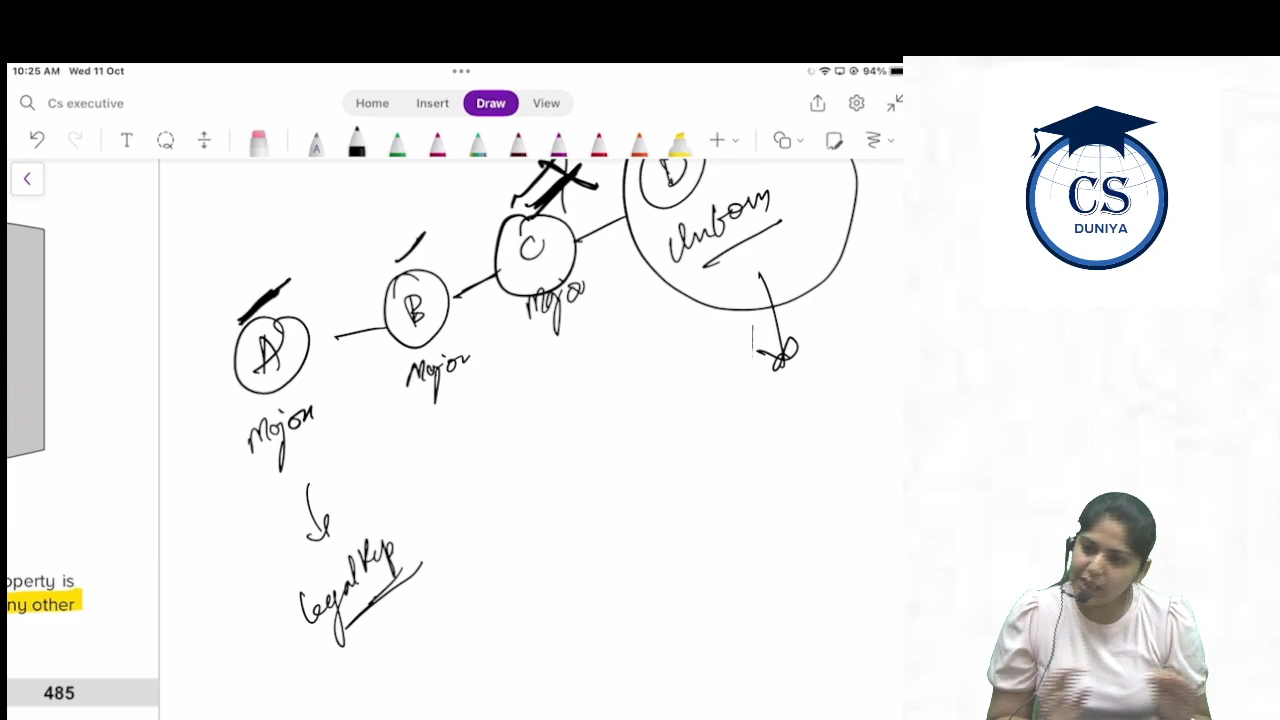 10:25 AM Wed 11 Oct
94%
Cs executive
Home Insert Draw View
T
A
CS
DUNIYA
D
Unborn
C
Major
B
Major
A
Major
18
Legal Rep
operty is
ny other
485